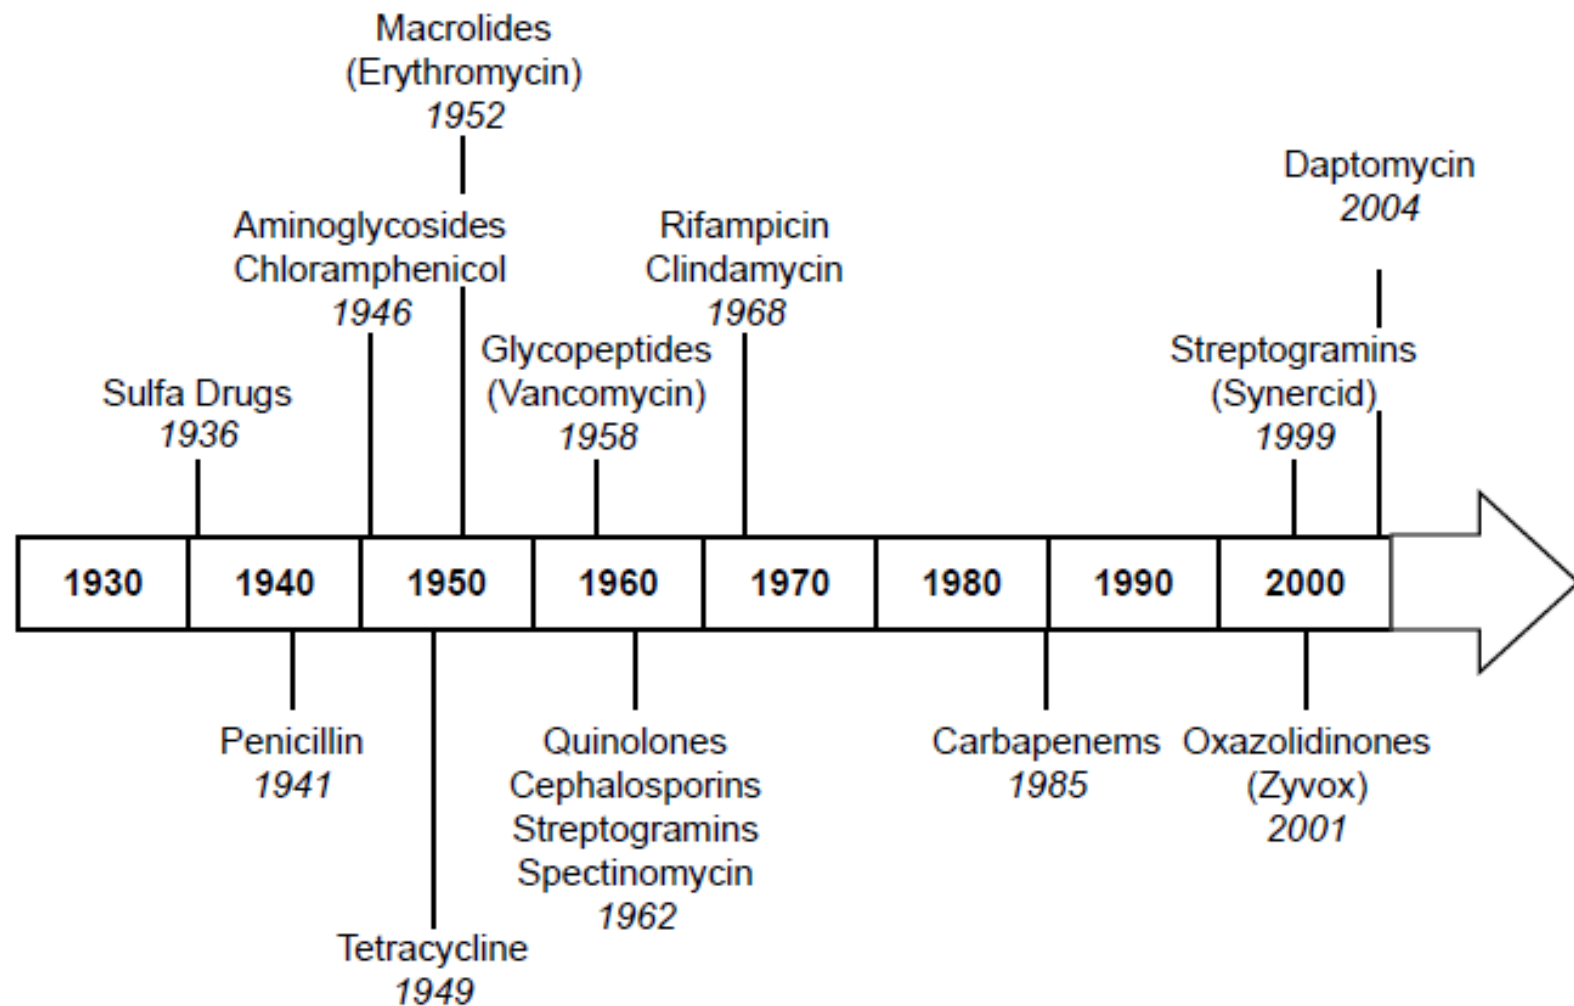 Macrolides
(Erythromycin)
1952
Daptomycin
2004
Aminoglycosides
Chloramphenicol
1946
Rifampicin
Clindamycin
1968
Glycopeptides
(Vancomycin)
1958
Streptogramins
(Synercid)
1999
Sulfa Drugs
1936
1930 1940 1950 1960 1970 1980 1990 2000
Penicillin
1941
Quinolones
Cephalosporins
Streptogramins
Spectinomycin
1962
Carbapenems
1985
Oxazolidinones
(Zyvox)
2001
Tetracycline
1949